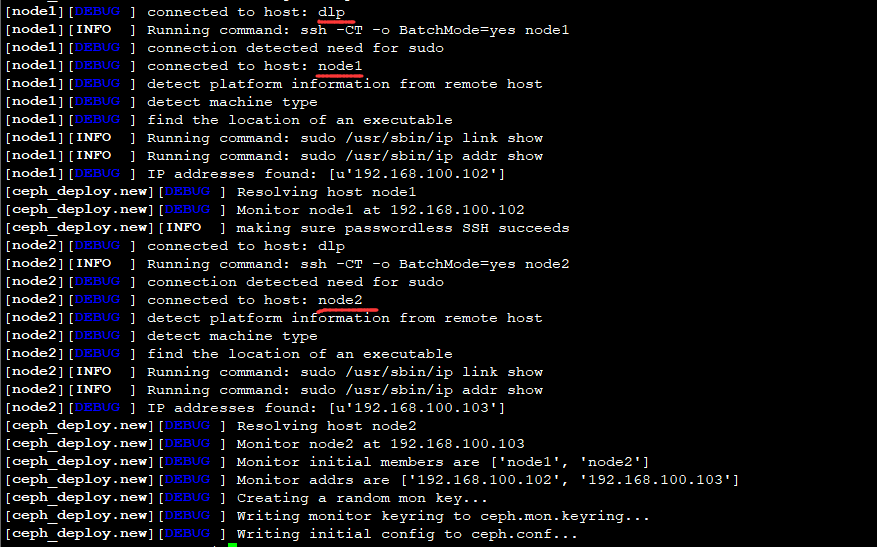 [node1][DEBUG ] connected to host: dlp
[node1][INFO  ] Running command: ssh -CT -o BatchMode=yes node1
[node1][DEBUG ] connection detected need for sudo
[node1][DEBUG ] connected to host: node1
[node1][DEBUG ] detect platform information from remote host
[node1][DEBUG ] detect machine type
[node1][DEBUG ] find the location of an executable
[node1][INFO  ] Running command: sudo /usr/sbin/ip link show
[node1][INFO  ] Running command: sudo /usr/sbin/ip addr show
[node1][DEBUG ] IP addresses found: [u'192.168.100.102']
[ceph_deploy.new][DEBUG ] Resolving host node1
[ceph_deploy.new][DEBUG ] Monitor node1 at 192.168.100.102
[ceph_deploy.new][INFO  ] making sure passwordless SSH succeeds
[node2][DEBUG ] connected to host: dlp
[node2][INFO  ] Running command: ssh -CT -o BatchMode=yes node2
[node2][DEBUG ] connection detected need for sudo
[node2][DEBUG ] connected to host: node2
[node2][DEBUG ] detect platform information from remote host
[node2][DEBUG ] detect machine type
[node2][DEBUG ] find the location of an executable
[node2][INFO  ] Running command: sudo /usr/sbin/ip link show
[node2][INFO  ] Running command: sudo /usr/sbin/ip addr show
[node2][DEBUG ] IP addresses found: [u'192.168.100.103']
[ceph_deploy.new][DEBUG ] Resolving host node2
[ceph_deploy.new][DEBUG ] Monitor node2 at 192.168.100.103
[ceph_deploy.new][DEBUG ] Monitor initial members are ['node1', 'node2']
[ceph_deploy.new][DEBUG ] Monitor addrs are ['192.168.100.102', '192.168.100.103']
[ceph_deploy.new][DEBUG ] Creating a random mon key...
[ceph_deploy.new][DEBUG ] Writing monitor keyring to ceph.mon.keyring...
[ceph_deploy.new][DEBUG ] Writing initial config to ceph.conf...